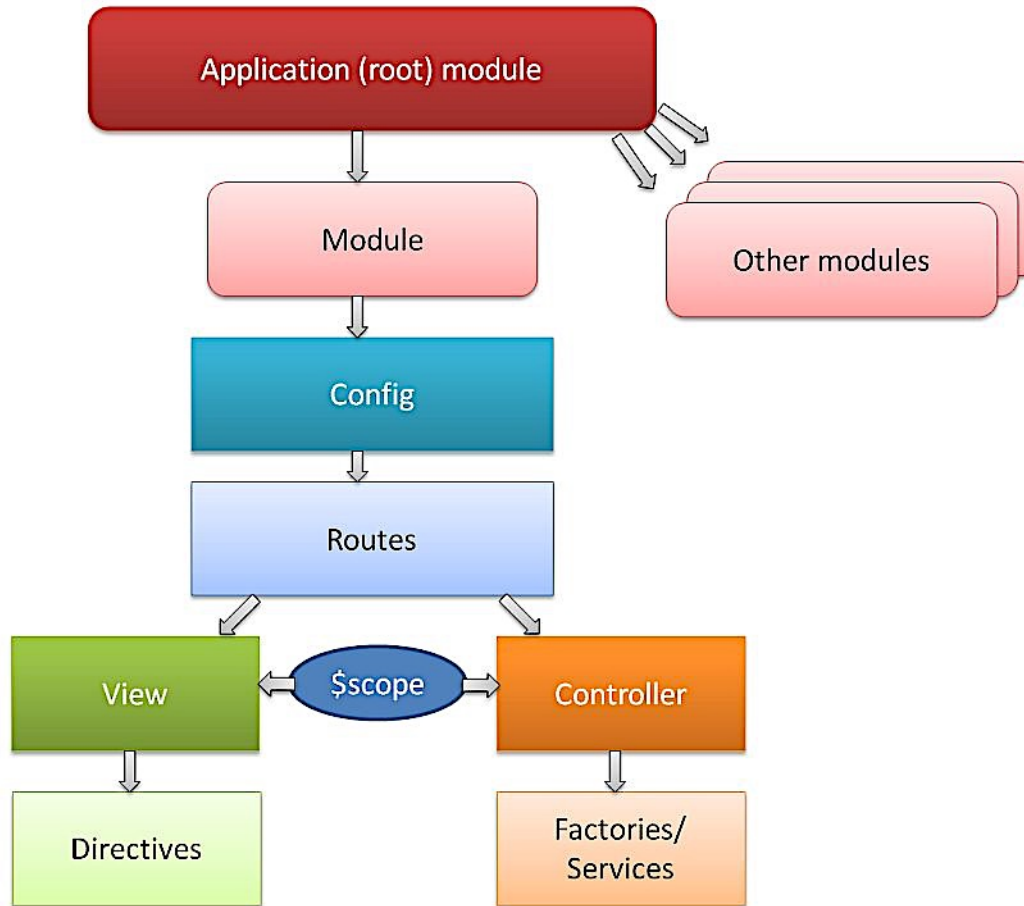 Application (root) module
Module
Other modules
Config
Routes
View
$scope
Controller
Directives
Factories/
Services